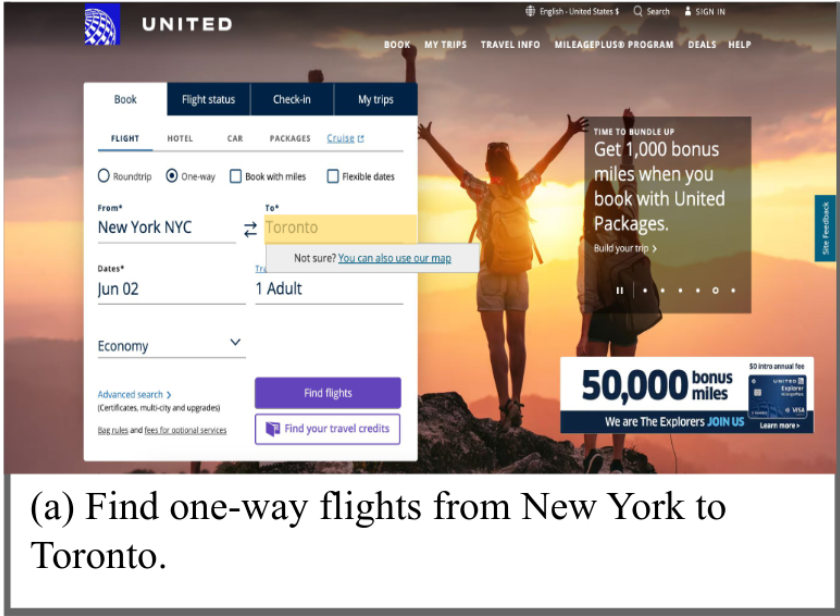 UNITED
English - United States $ Search SIGN IN
BOOK MY TRIPS TRAVEL INFO MILEAGEPLUS® PROGRAM DEALS HELP
Book Flight status Check-in My trips
FLIGHT HOTEL CAR PACKAGES Cruise
Roundtrip One-way Book with miles Flexible dates
From* To*
New York NYC Toronto
Not sure? You can also use our map
Dates* Tr
Jun 02 1 Adult
Economy
Advanced search >
(Certificates, multi-city and upgrades)
Bag rules and fees for optional services
Find flights
Find your travel credits
TIME TO BUNDLE UP
Get 1,000 bonus
miles when you
book with United
Packages.
Build your trip >
Site Feedback
50,000 bonus
miles
$0 intro annual fee
UNITED
Explorer
VISA
We are The Explorers JOIN US
Learn more >
(a) Find one-way flights from New York to
Toronto.